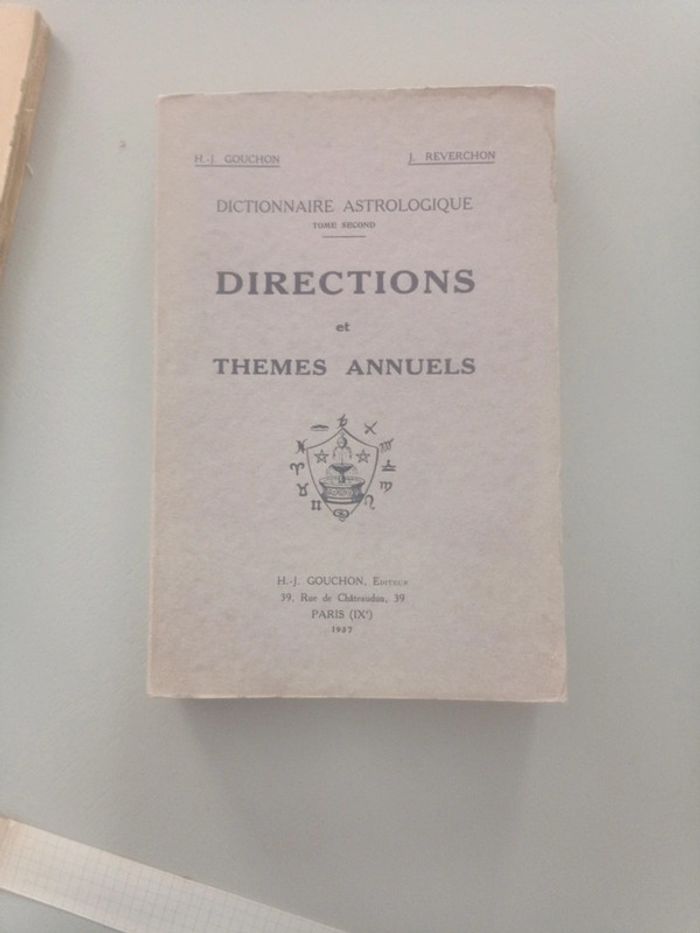 H.-J. GOUCHON
J. REVERCHON
DICTIONNAIRE ASTROLOGIQUE
TOME SECOND
DIRECTIONS
et
THEMES ANNUELS
H.-J. GOUCHON, Editeur
39, Rue de Châteaudun, 39
PARIS (IXᵉ)
1937